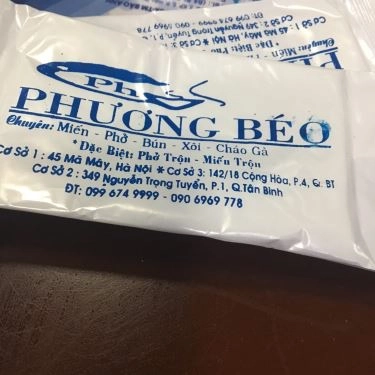 Ph
PHƯƠNG BÉO
Chuyên: Miến - Phở - Bún - Xôi - Cháo Gà
* Đặc Biệt: Phở Trộn - Miến Trộn
Cơ Sở 1 : 45 Mã Mây, Hà Nội * Cơ Sở 3: 142/18 Cộng Hòa, P.4, Q. BT
Cơ Sở 2 : 349 Nguyễn Trọng Tuyển, P.1, Q.Tân Bình
ĐT: 099 674 9999 - 090 6969 778